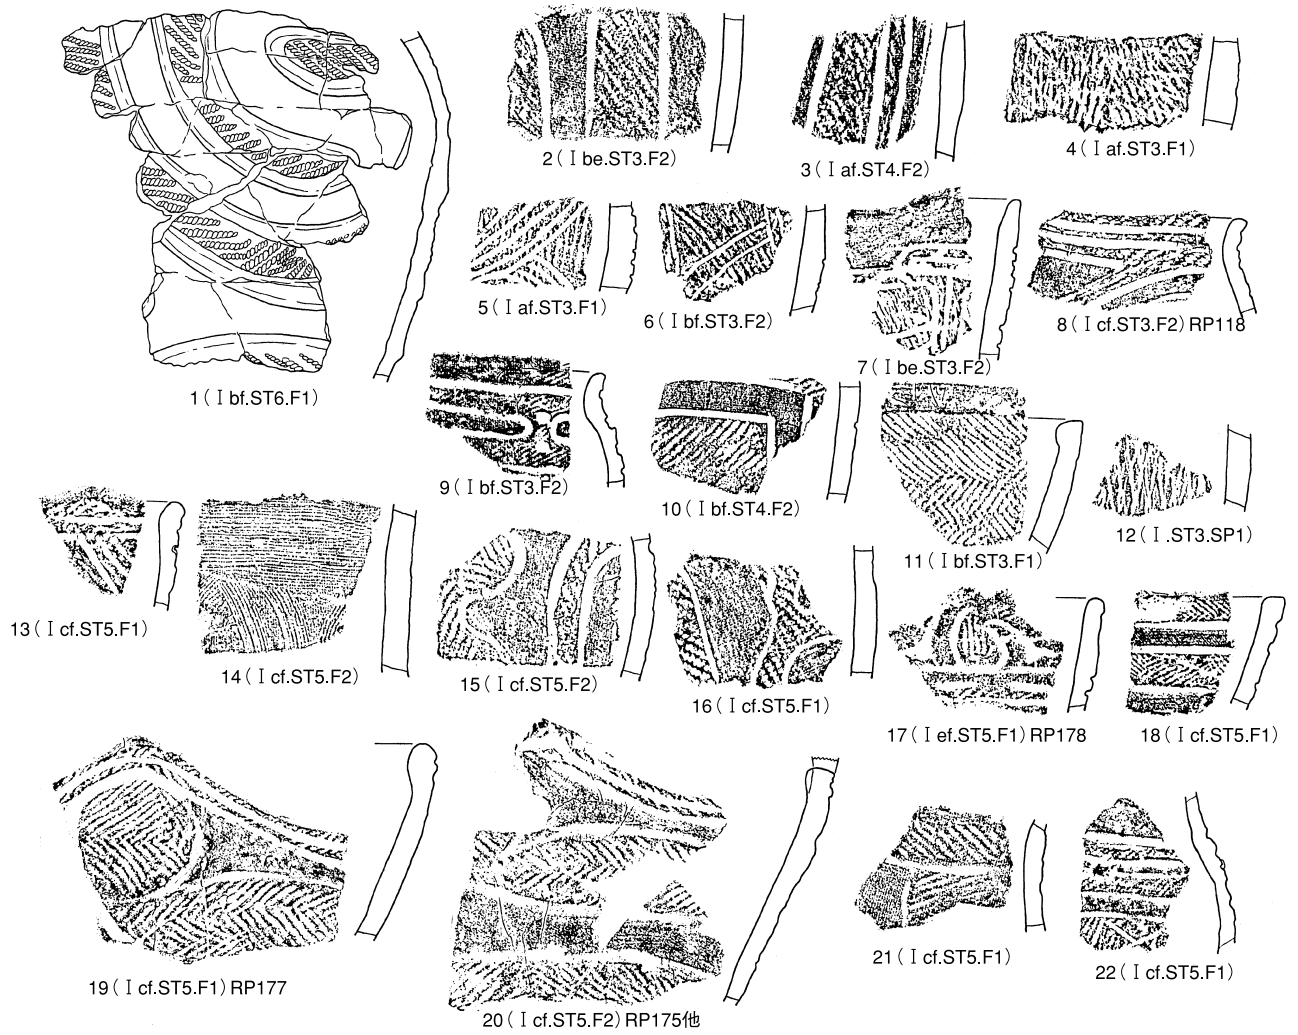 2(Ⅰbe.ST3.F2)
3(Ⅰaf.ST4.F2)
4(Ⅰaf.ST3.F1)
5(Ⅰaf.ST3.F1)
6(Ⅰbf.ST3.F2)
7(Ⅰbe.ST3.F2)
8(Ⅰcf.ST3.F2)RP118
1(Ⅰbf.ST6.F1)
9(Ⅰbf.ST3.F2)
10(Ⅰbf.ST4.F2)
11(Ⅰbf.ST3.F1)
12(Ⅰ.ST3.SP1)
13(Ⅰcf.ST5.F1)
14(Ⅰcf.ST5.F2)
15(Ⅰcf.ST5.F2)
16(Ⅰcf.ST5.F1)
17(Ⅰef.ST5.F1)RP178
18(Ⅰcf.ST5.F1)
19(Ⅰcf.ST5.F1)RP177
20(Ⅰcf.ST5.F2)RP175他
21(Ⅰcf.ST5.F1)
22(Ⅰcf.ST5.F1)